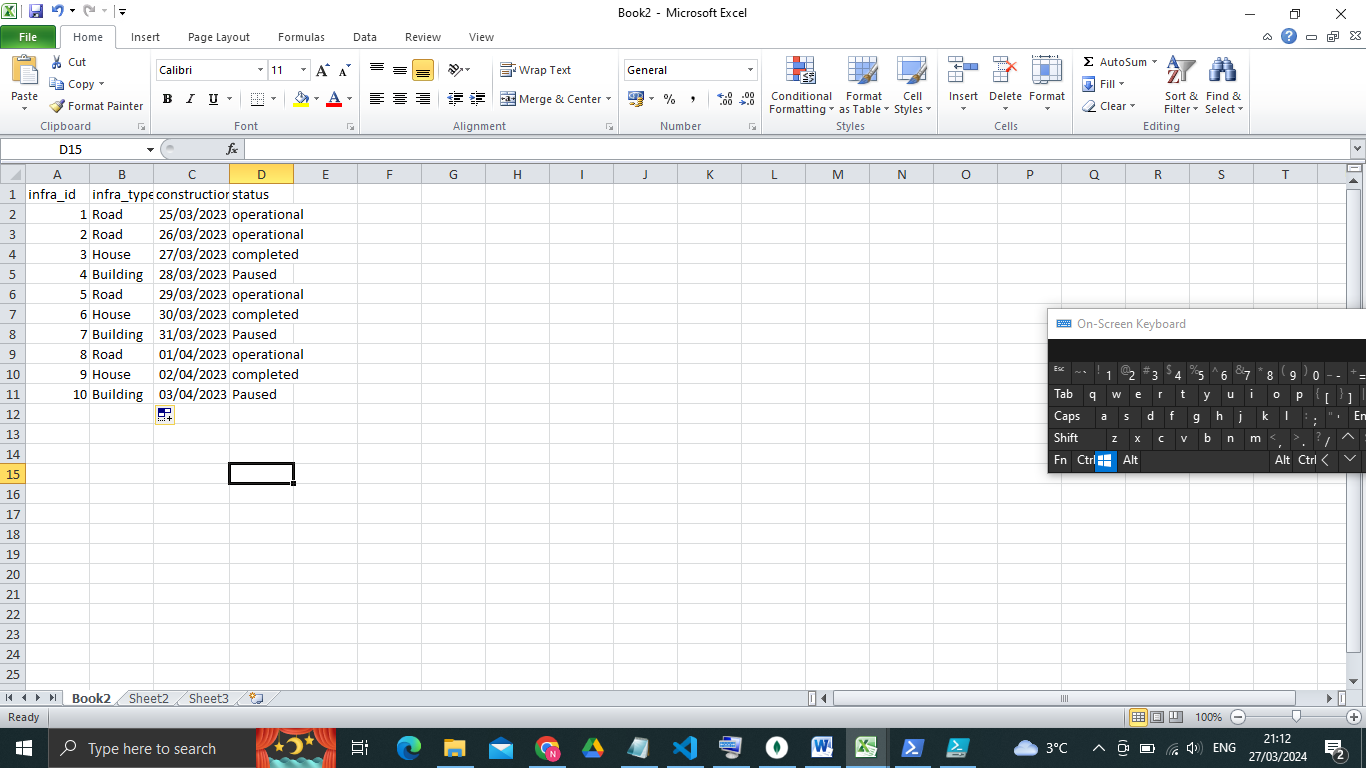 Book2 - Microsoft Excel
File Home Insert Page Layout Formulas Data Review View
Paste Cut Copy Format Painter Clipboard
Calibri 11 B I U Font
Wrap Text Merge & Center Alignment
General % , Number
Conditional Formatting Format as Table Cell Styles Styles
Insert Delete Format Cells
Σ AutoSum Fill Clear Sort & Filter Find & Select Editing
D15 fx
A B C D E F G H I J K L M N O P Q R S T
1 infra_id infra_type construction status
2 1 Road 25/03/2023 operational
3 2 Road 26/03/2023 operational
4 3 House 27/03/2023 completed
5 4 Building 28/03/2023 Paused
6 5 Road 29/03/2023 operational
7 6 House 30/03/2023 completed
8 7 Building 31/03/2023 Paused
9 8 Road 01/04/2023 operational
10 9 House 02/04/2023 completed
11 10 Building 03/04/2023 Paused
12
13
14
15
16
17
18
19
20
21
22
23
24
25
On-Screen Keyboard
Esc ~ ` ! 1 @ 2 # 3 $ 4 % 5 ^ 6 & 7 * 8 ( 9 ) 0 _ - + =
Tab q w e r t y u i o p { [ } ] |
Caps a s d f g h j k l : ; " ' En
Shift z x c v b n m < , > . ? /
Fn Ctrl Alt Alt Ctrl
Book2 Sheet2 Sheet3
Ready 100%
Type here to search 3°C ENG 21:12
27/03/2024 2